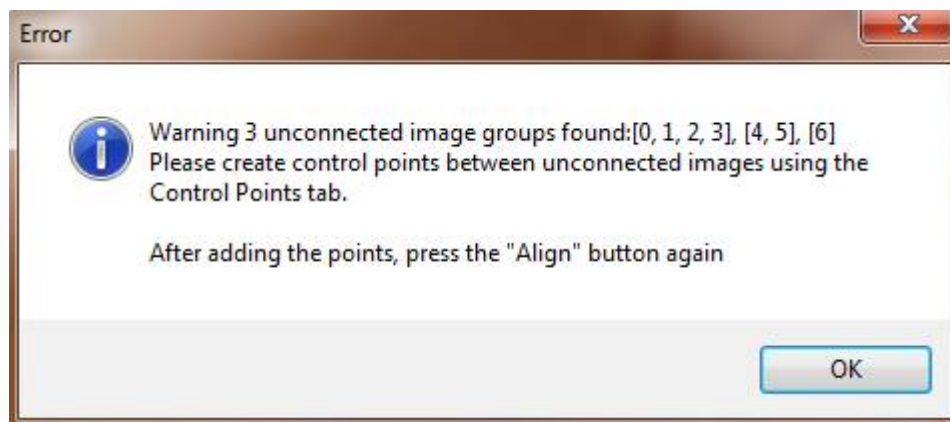 Error
Warning 3 unconnected image groups found:[0, 1, 2, 3], [4, 5], [6]
Please create control points between unconnected images using the
Control Points tab.
After adding the points, press the "Align" button again
OK